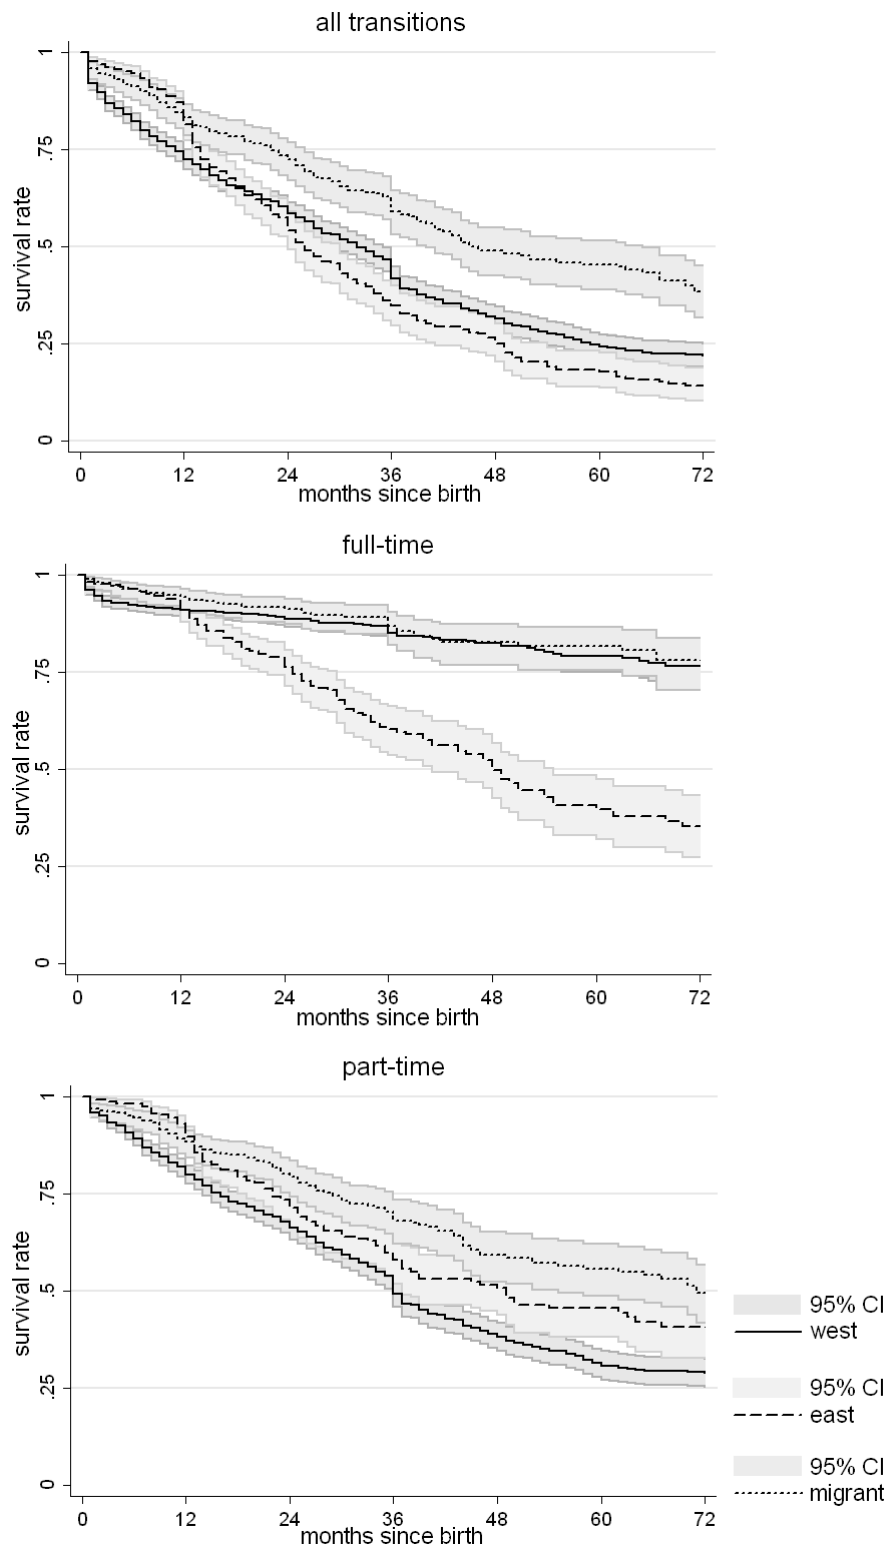 all transitions
survival rate
1
.75
.5
.25
0
0 12 24 36 48 60 72
months since birth
full-time
survival rate
1
.75
.5
.25
0
0 12 24 36 48 60 72
months since birth
part-time
survival rate
1
.75
.5
.25
0
0 12 24 36 48 60 72
months since birth
95% CI
west
95% CI
east
95% CI
migrant